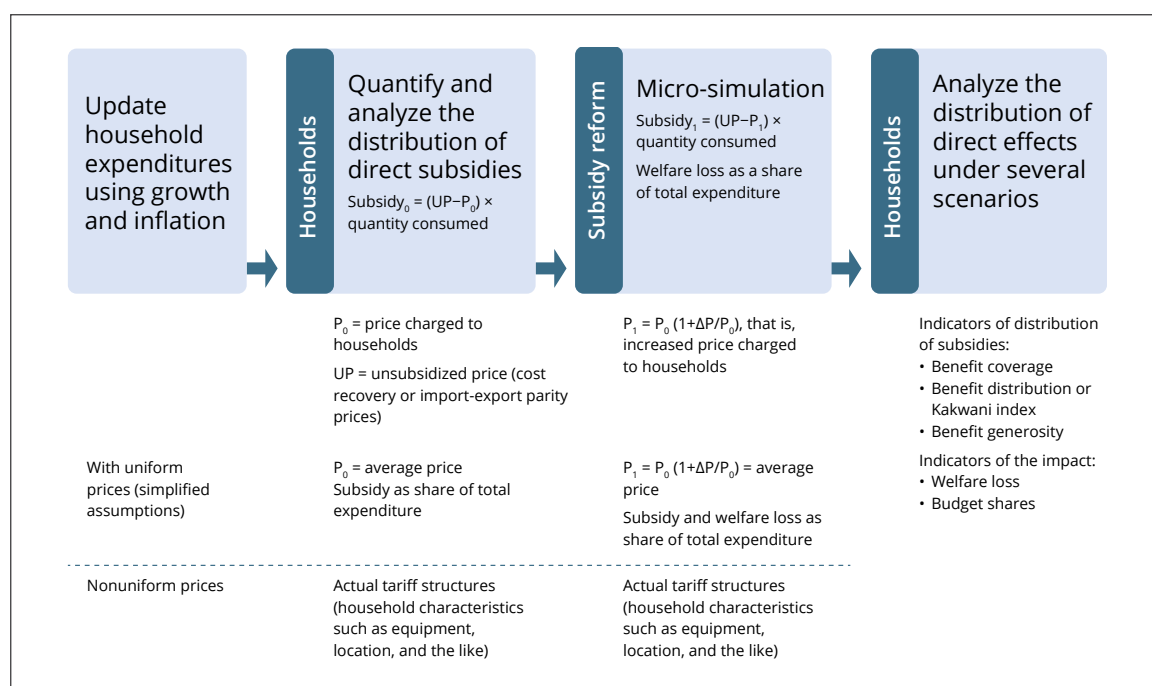 Update
household
expenditures
using growth
and inflation
Households
Quantify and
analyze the
distribution of
direct subsidies
Subsidy₀ = (UP−P₀) ×
quantity consumed
Subsidy reform
Micro-simulation
Subsidy₁ = (UP−P₁) ×
quantity consumed
Welfare loss as a share
of total expenditure
Households
Analyze the
distribution of
direct effects
under several
scenarios
P₀ = price charged to
households
UP = unsubsidized price (cost
recovery or import-export parity
prices)
P₁ = P₀ (1+ΔP/P₀), that is,
increased price charged
to households
Indicators of distribution
of subsidies:
• Benefit coverage
• Benefit distribution or
Kakwani index
• Benefit generosity
Indicators of the impact:
• Welfare loss
• Budget shares
With uniform
prices (simplified
assumptions)
P₀ = average price
Subsidy as share of total
expenditure
P₁ = P₀ (1+ΔP/P₀) = average
price
Subsidy and welfare loss as
share of total expenditure
Nonuniform prices
Actual tariff structures
(household characteristics
such as equipment,
location, and the like)
Actual tariff structures
(household characteristics
such as equipment,
location, and the like)